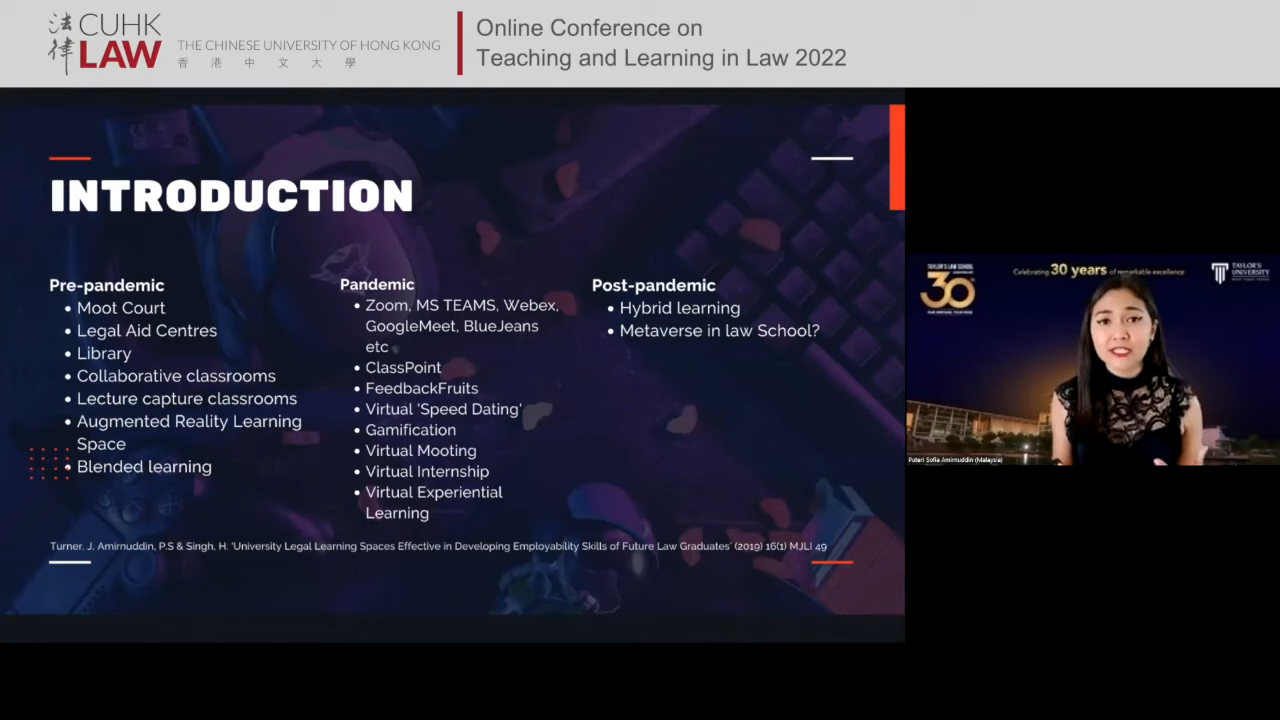 法律
CUHK
LAW
THE CHINESE UNIVERSITY OF HONG KONG
香港中文大學
Online Conference on
Teaching and Learning in Law 2022
INTRODUCTION
Pre-pandemic
• Moot Court
• Legal Aid Centres
• Library
• Collaborative classrooms
• Lecture capture classrooms
• Augmented Reality Learning
Space
• Blended learning
Pandemic
• Zoom, MS TEAMS, Webex,
GoogleMeet, BlueJeans
etc
• ClassPoint
• FeedbackFruits
• Virtual 'Speed Dating'
• Gamification
• Virtual Mooting
• Virtual Internship
• Virtual Experiential
Learning
Post-pandemic
• Hybrid learning
• Metaverse in law School?
Turner. J, Amirnuddin, P.S & Singh, H. 'University Legal Learning Spaces Effective in Developing Employability Skills of Future Law Graduates' (2019) 16(1) MJLI 49
TAYLOR'S LAW SCHOOL
30
Celebrating 30 years of remarkable excellence
TAYLOR'S
UNIVERSITY
Puteri Sofia Amirnuddin (Malaysia)